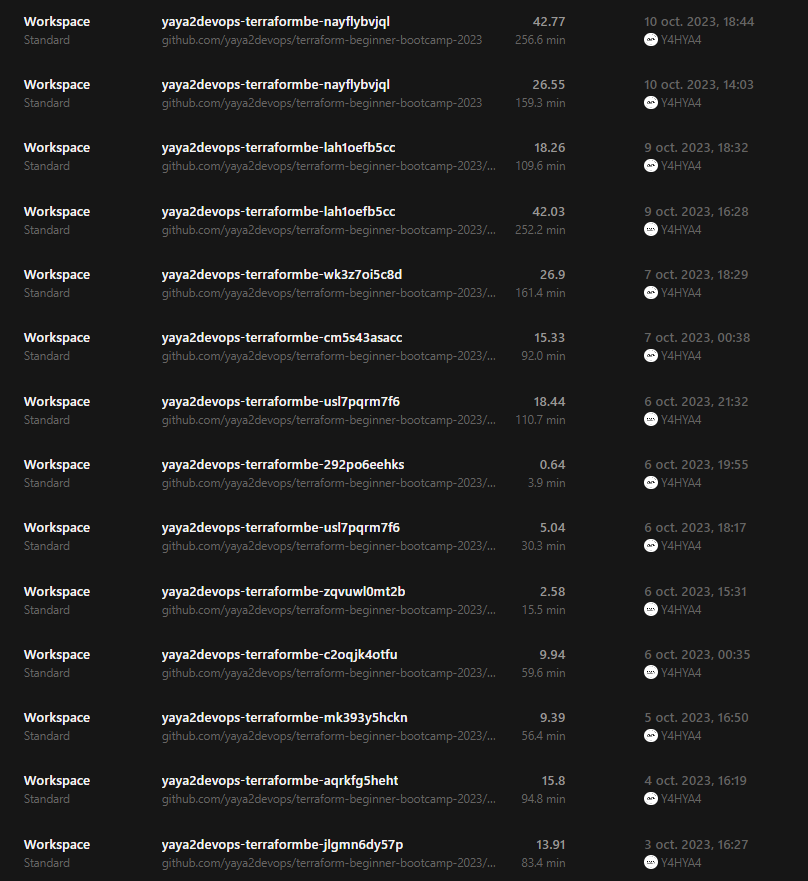 Workspace yaya2devops-terraformbe-nayflybvjql 42.77 10 oct. 2023, 18:44
Standard github.com/yaya2devops/terraform-beginner-bootcamp-2023 256.6 min Y4HYA4
Workspace yaya2devops-terraformbe-nayflybvjql 26.55 10 oct. 2023, 14:03
Standard github.com/yaya2devops/terraform-beginner-bootcamp-2023 159.3 min Y4HYA4
Workspace yaya2devops-terraformbe-lah1oefb5cc 18.26 9 oct. 2023, 18:32
Standard github.com/yaya2devops/terraform-beginner-bootcamp-2023/... 109.6 min Y4HYA4
Workspace yaya2devops-terraformbe-lah1oefb5cc 42.03 9 oct. 2023, 16:28
Standard github.com/yaya2devops/terraform-beginner-bootcamp-2023/... 252.2 min Y4HYA4
Workspace yaya2devops-terraformbe-wk3z7oi5c8d 26.9 7 oct. 2023, 18:29
Standard github.com/yaya2devops/terraform-beginner-bootcamp-2023/... 161.4 min Y4HYA4
Workspace yaya2devops-terraformbe-cm5s43asacc 15.33 7 oct. 2023, 00:38
Standard github.com/yaya2devops/terraform-beginner-bootcamp-2023/... 92.0 min Y4HYA4
Workspace yaya2devops-terraformbe-usl7pqrm7f6 18.44 6 oct. 2023, 21:32
Standard github.com/yaya2devops/terraform-beginner-bootcamp-2023/... 110.7 min Y4HYA4
Workspace yaya2devops-terraformbe-292po6eehks 0.64 6 oct. 2023, 19:55
Standard github.com/yaya2devops/terraform-beginner-bootcamp-2023/... 3.9 min Y4HYA4
Workspace yaya2devops-terraformbe-usl7pqrm7f6 5.04 6 oct. 2023, 18:17
Standard github.com/yaya2devops/terraform-beginner-bootcamp-2023/... 30.3 min Y4HYA4
Workspace yaya2devops-terraformbe-zqvuwl0mt2b 2.58 6 oct. 2023, 15:31
Standard github.com/yaya2devops/terraform-beginner-bootcamp-2023/... 15.5 min Y4HYA4
Workspace yaya2devops-terraformbe-c2oqjk4otfu 9.94 6 oct. 2023, 00:35
Standard github.com/yaya2devops/terraform-beginner-bootcamp-2023/... 59.6 min Y4HYA4
Workspace yaya2devops-terraformbe-mk393y5hckn 9.39 5 oct. 2023, 16:50
Standard github.com/yaya2devops/terraform-beginner-bootcamp-2023/... 56.4 min Y4HYA4
Workspace yaya2devops-terraformbe-aqrkfg5heht 15.8 4 oct. 2023, 16:19
Standard github.com/yaya2devops/terraform-beginner-bootcamp-2023/... 94.8 min Y4HYA4
Workspace yaya2devops-terraformbe-jlgmn6dy57p 13.91 3 oct. 2023, 16:27
Standard github.com/yaya2devops/terraform-beginner-bootcamp-2023/... 83.4 min Y4HYA4